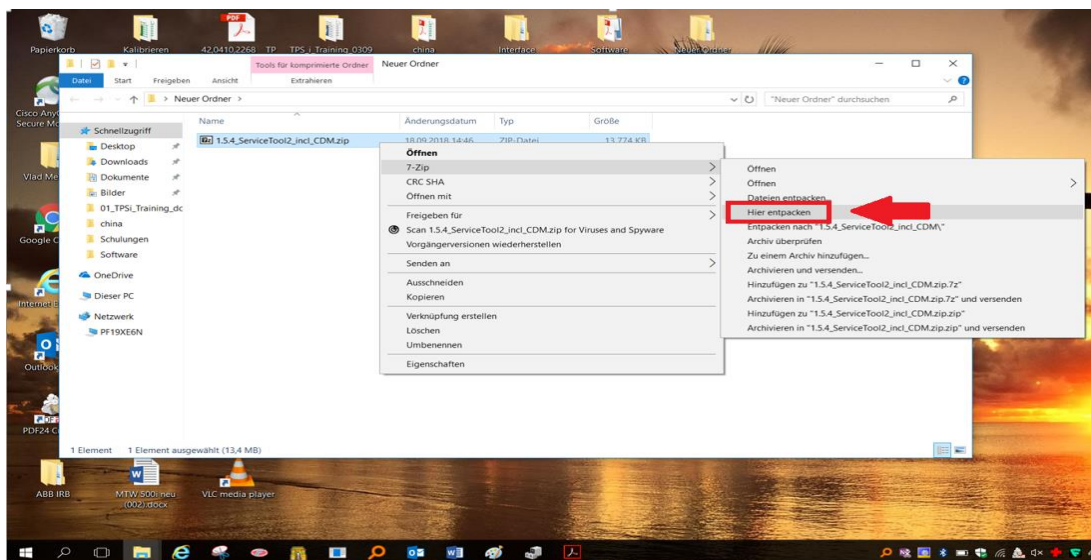 Papierkorb
Kalibrieren
42,0410,2268
TP
TPS_i_Training_0309
china
Interface
Software
Neuer Ordner
Tools für komprimierte Ordner
Neuer Ordner
Datei
Start
Freigeben
Ansicht
Extrahieren
Neuer Ordner
"Neuer Ordner" durchsuchen
Cisco Any
Secure Mo
Name
Änderungsdatum
Typ
Größe
Schnellzugriff
1.5.4_ServiceTool2_incl_CDM.zip
18.09.2018 14:46
ZIP-Datei
13.774 KB
Desktop
Downloads
Dokumente
Bilder
01_TPSi_Training_dc
china
Schulungen
Software
OneDrive
Dieser PC
Netzwerk
PF19XE6N
Vlad Me
Google C
Internet E
Outlook
PDF24 C
Öffnen
7-Zip
CRC SHA
Öffnen mit
Freigeben für
Scan 1.5.4_ServiceTool2_incl_CDM.zip for Viruses and Spyware
Vorgängerversionen wiederherstellen
Senden an
Ausschneiden
Kopieren
Verknüpfung erstellen
Löschen
Umbenennen
Eigenschaften
Öffnen
Öffnen
Dateien entpacken
Hier entpacken
Entpacken nach "1.5.4_ServiceTool2_incl_CDM\"
Archiv überprüfen
Zu einem Archiv hinzufügen...
Archivieren und versenden...
Hinzufügen zu "1.5.4_ServiceTool2_incl_CDM.zip.7z"
Archivieren in "1.5.4_ServiceTool2_incl_CDM.zip.7z" und versenden
Hinzufügen zu "1.5.4_ServiceTool2_incl_CDM.zip.zip"
Archivieren in "1.5.4_ServiceTool2_incl_CDM.zip.zip" und versenden
1 Element
1 Element ausgewählt (13,4 MB)
ABB IRB
MTW 500i neu
(002).docx
VLC media player